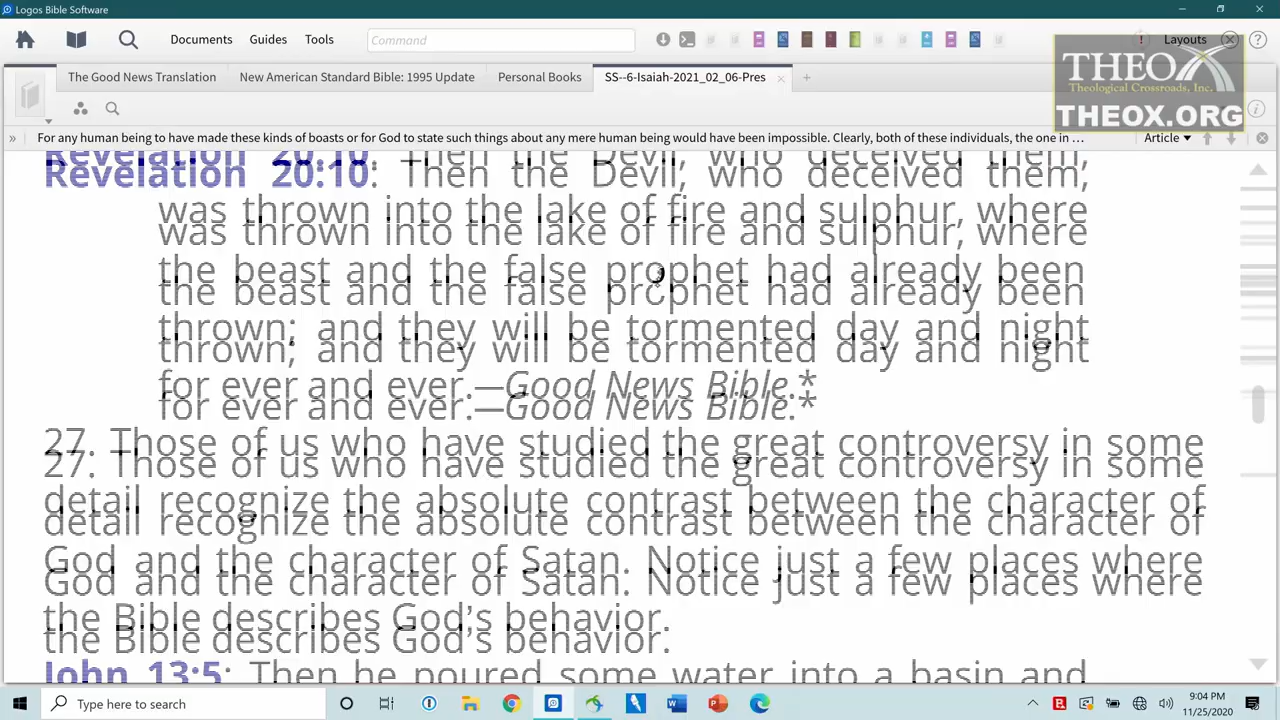 Logos Bible Software
Documents Guides Tools Command Layouts
THEOX
Theological Crossroads, Inc.
THEOX.ORG
The Good News Translation New American Standard Bible: 1995 Update Personal Books SS--6-Isaiah-2021_02_06-Pres
For any human being to have made these kinds of boasts or for God to state such things about any mere human being would have been impossible. Clearly, both of these individuals, the one in ... Article
Revelation 20:10: Then the Devil, who deceived them,
was thrown into the lake of fire and sulphur, where
the beast and the false prophet had already been
thrown; and they will be tormented day and night
for ever and ever.—Good News Bible.*
27. Those of us who have studied the great controversy in some
detail recognize the absolute contrast between the character of
God and the character of Satan. Notice just a few places where
the Bible describes God's behavior.
John 13:5: Then he poured some water into a basin and
Type here to search
9:04 PM
11/25/2020